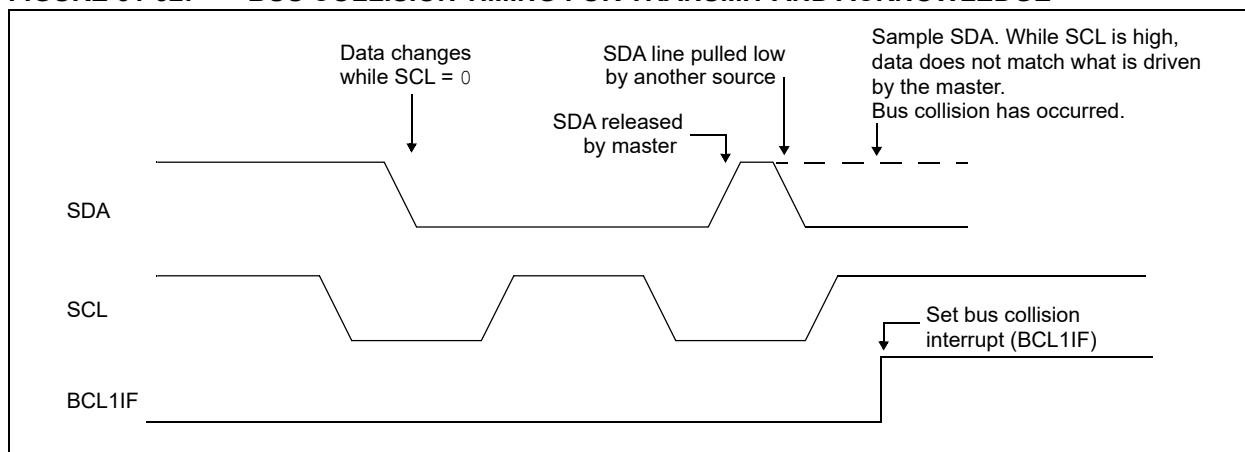 Data changes
while SCL = 0
SDA line pulled low
by another source
SDA released
by master
Sample SDA. While SCL is high,
data does not match what is driven
by the master.
Bus collision has occurred.
SDA
SCL
Set bus collision
interrupt (BCL1IF)
BCL1IF